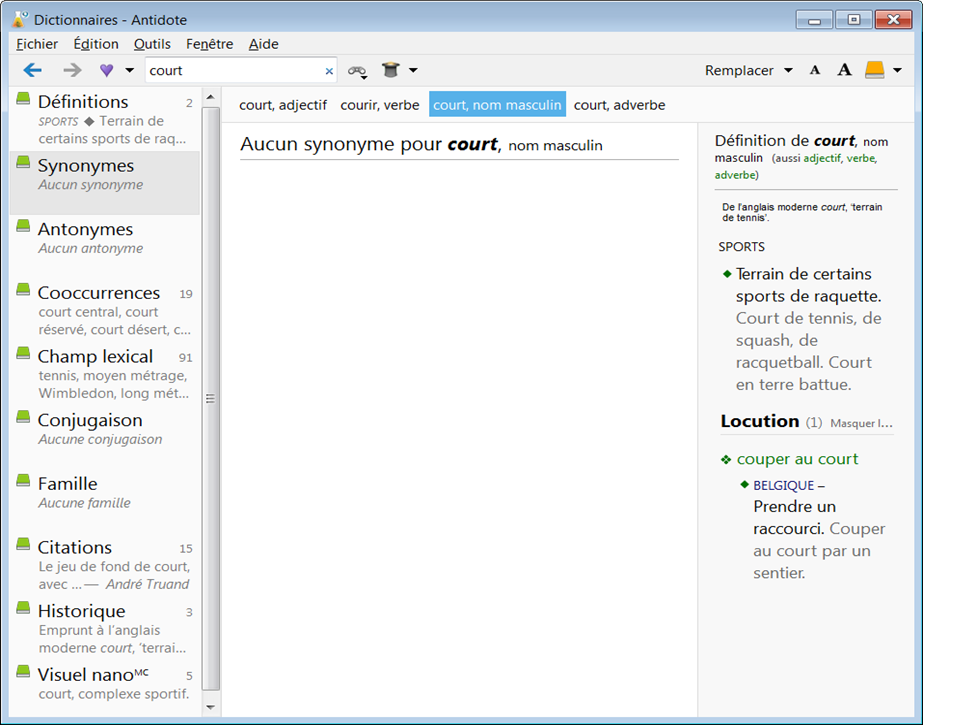 Dictionnaires - Antidote
Fichier Édition Outils Fenêtre Aide
court
Remplacer A A
Définitions 2
SPORTS ◆ Terrain de
certains sports de raq...
Synonymes
Aucun synonyme
Antonymes
Aucun antonyme
Cooccurrences 19
court central, court
réservé, court désert, c...
Champ lexical 91
tennis, moyen métrage,
Wimbledon, long mét...
Conjugaison
Aucune conjugaison
Famille
Aucune famille
Citations 15
Le jeu de fond de court,
avec ...— André Truand
Historique 3
Emprunt à l’anglais
moderne court, ‘terrai...
Visuel nanoMC 5
court, complexe sportif.
court, adjectif courir, verbe court, nom masculin court, adverbe
Aucun synonyme pour court, nom masculin
Définition de court, nom
masculin (aussi adjectif, verbe,
adverbe)
De l’anglais moderne court, ‘terrain
de tennis’.
SPORTS
◆ Terrain de certains
sports de raquette.
Court de tennis, de
squash, de
racquetball. Court
en terre battue.
Locution (1) Masquer l...
❖ couper au court
◆ BELGIQUE –
Prendre un
raccourci. Couper
au court par un
sentier.